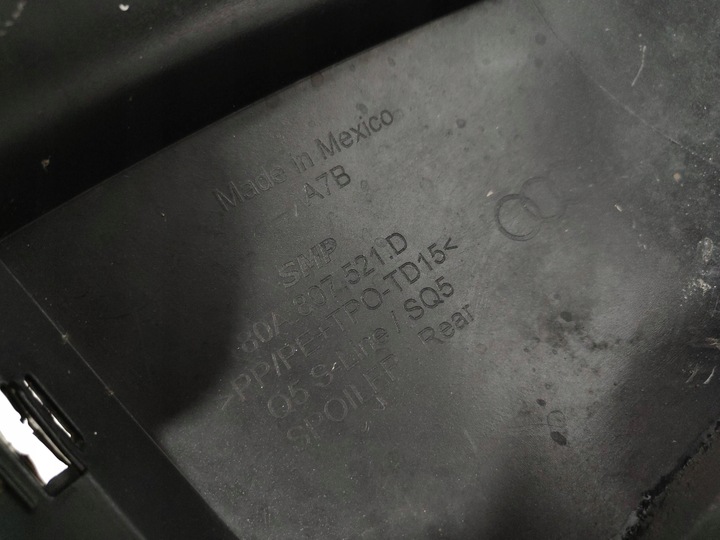 Made in Mexico
A7B
SMP
80A.807.521.D
>PP/PE+TPO-TD15<
Q5 S-Line / SQ5
SPOILER Rear